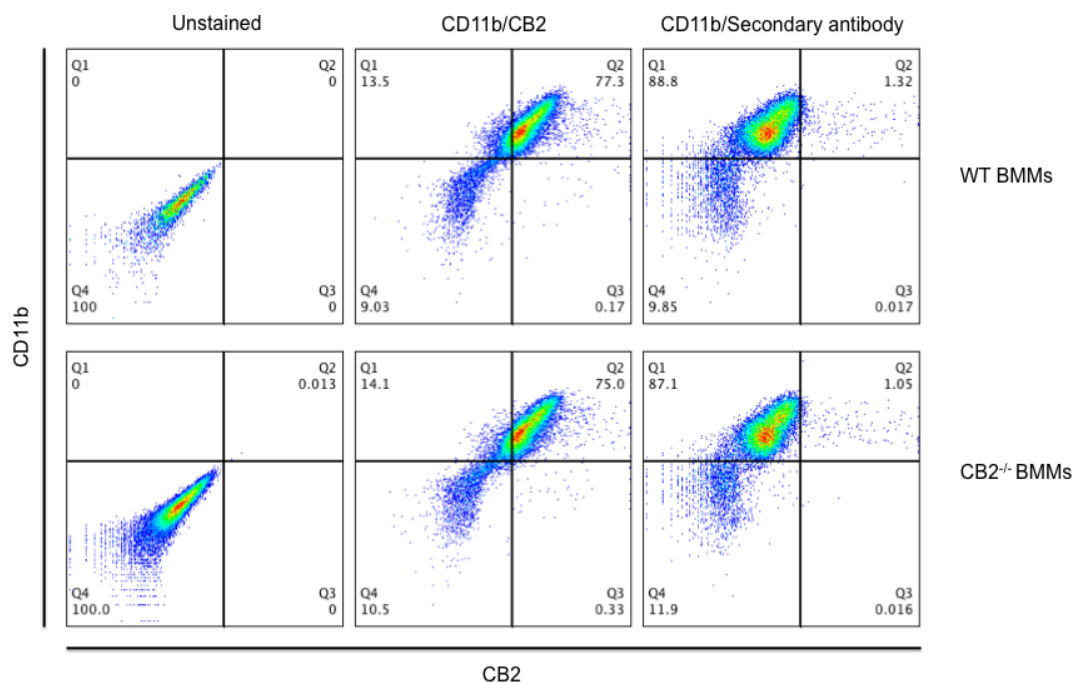 Unstained
CD11b/CB2
CD11b/Secondary antibody
Q1
0
Q2
0
Q4
100
Q3
0
Q1
13.5
Q2
77.3
Q4
9.03
Q3
0.17
Q1
88.8
Q2
1.32
Q4
9.85
Q3
0.017
WT BMMs
CD11b
Q1
0
Q2
0.013
Q4
100.0
Q3
0
Q1
14.1
Q2
75.0
Q4
10.5
Q3
0.33
Q1
87.1
Q2
1.05
Q4
11.9
Q3
0.016
CB2-/- BMMs
CB2